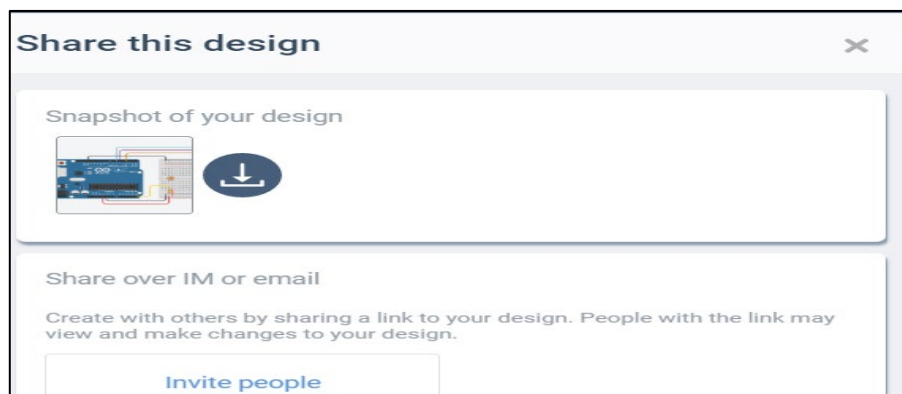 Share this design
Snapshot of your design
Share over IM or email
Create with others by sharing a link to your design. People with the link may
view and make changes to your design.
Invite people